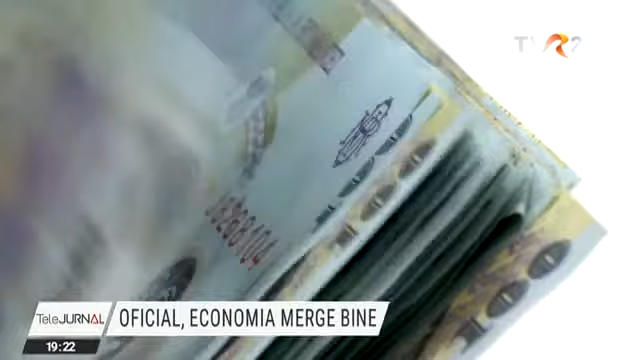 TVR2
TeleJURNAL
OFICIAL, ECONOMIA MERGE BINE
19:22